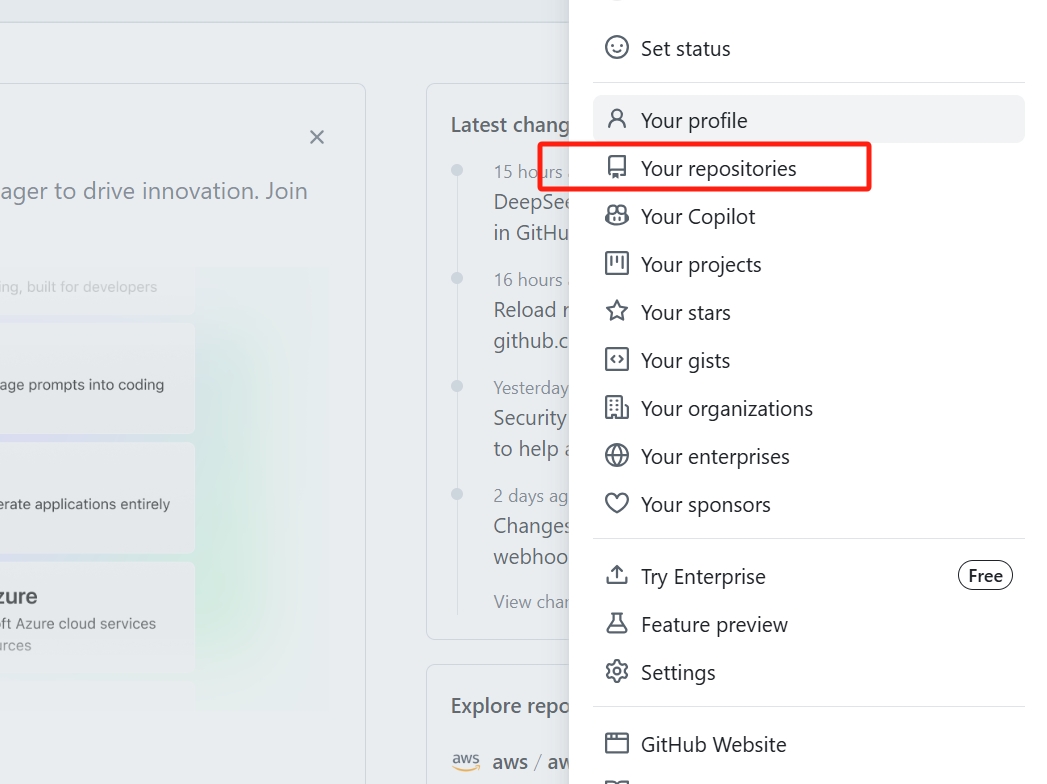 ager to drive innovation. Join
ing, built for developers
age prompts into coding
erate applications entirely
zure
ft Azure cloud services
urces
Latest chang
15 hours
DeepSee
in GitHu
16 hours
Reload
github.c
Yesterday
Security
to help
2 days ag
Changes
webhoo
View char
Explore repo
aws
aws / aw
Set status
Your profile
Your repositories
Your Copilot
Your projects
Your stars
Your gists
Your organizations
Your enterprises
Your sponsors
Try Enterprise
Free
Feature preview
Settings
GitHub Website